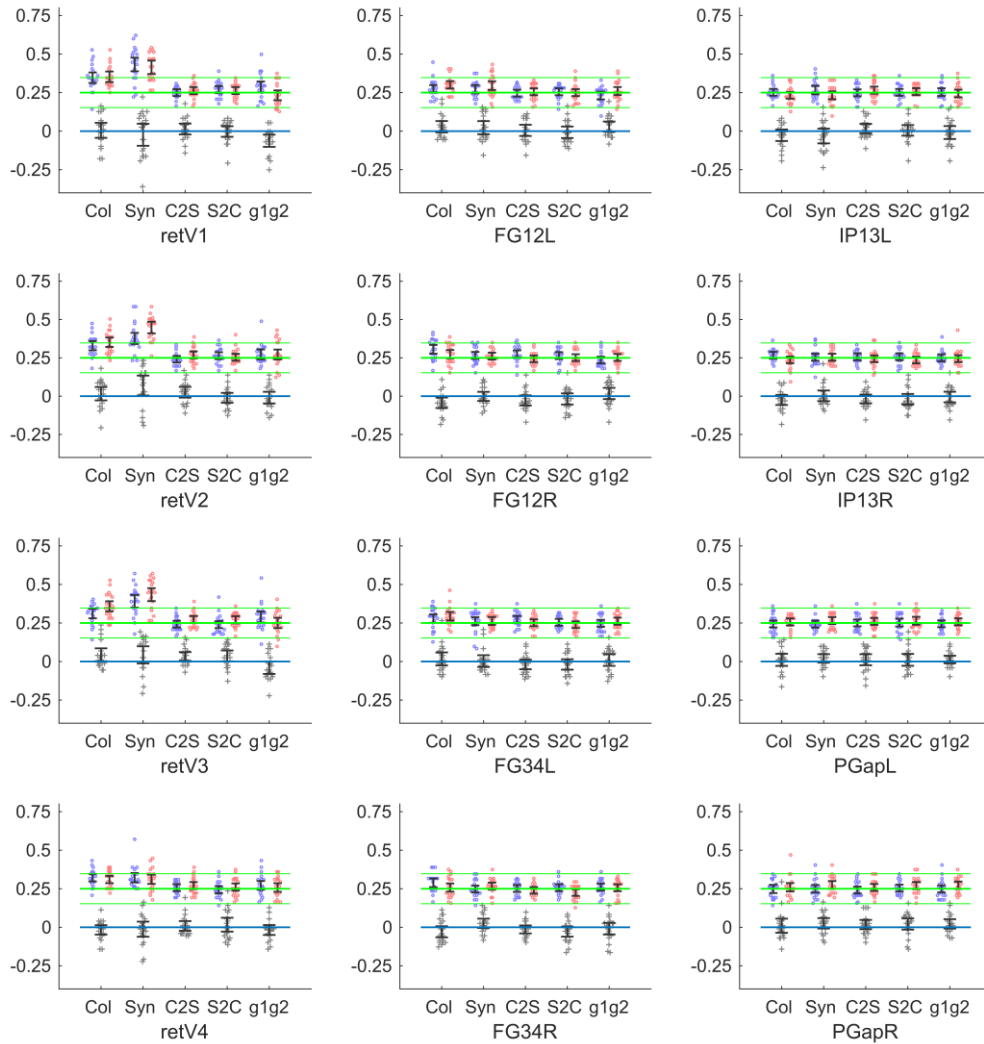 0.75 0.75 0.75
0.5 0.5 0.5
0.25 0.25 0.25
0 0 0
-0.25 -0.25 -0.25
Col Syn C2S S2C g1g2 Col Syn C2S S2C g1g2 Col Syn C2S S2C g1g2
retV1 FG12L IP13L
0.75 0.75 0.75
0.5 0.5 0.5
0.25 0.25 0.25
0 0 0
-0.25 -0.25 -0.25
Col Syn C2S S2C g1g2 Col Syn C2S S2C g1g2 Col Syn C2S S2C g1g2
retV2 FG12R IP13R
0.75 0.75 0.75
0.5 0.5 0.5
0.25 0.25 0.25
0 0 0
-0.25 -0.25 -0.25
Col Syn C2S S2C g1g2 Col Syn C2S S2C g1g2 Col Syn C2S S2C g1g2
retV3 FG34L PGapL
0.75 0.75 0.75
0.5 0.5 0.5
0.25 0.25 0.25
0 0 0
-0.25 -0.25 -0.25
Col Syn C2S S2C g1g2 Col Syn C2S S2C g1g2 Col Syn C2S S2C g1g2
retV4 FG34R PGapR